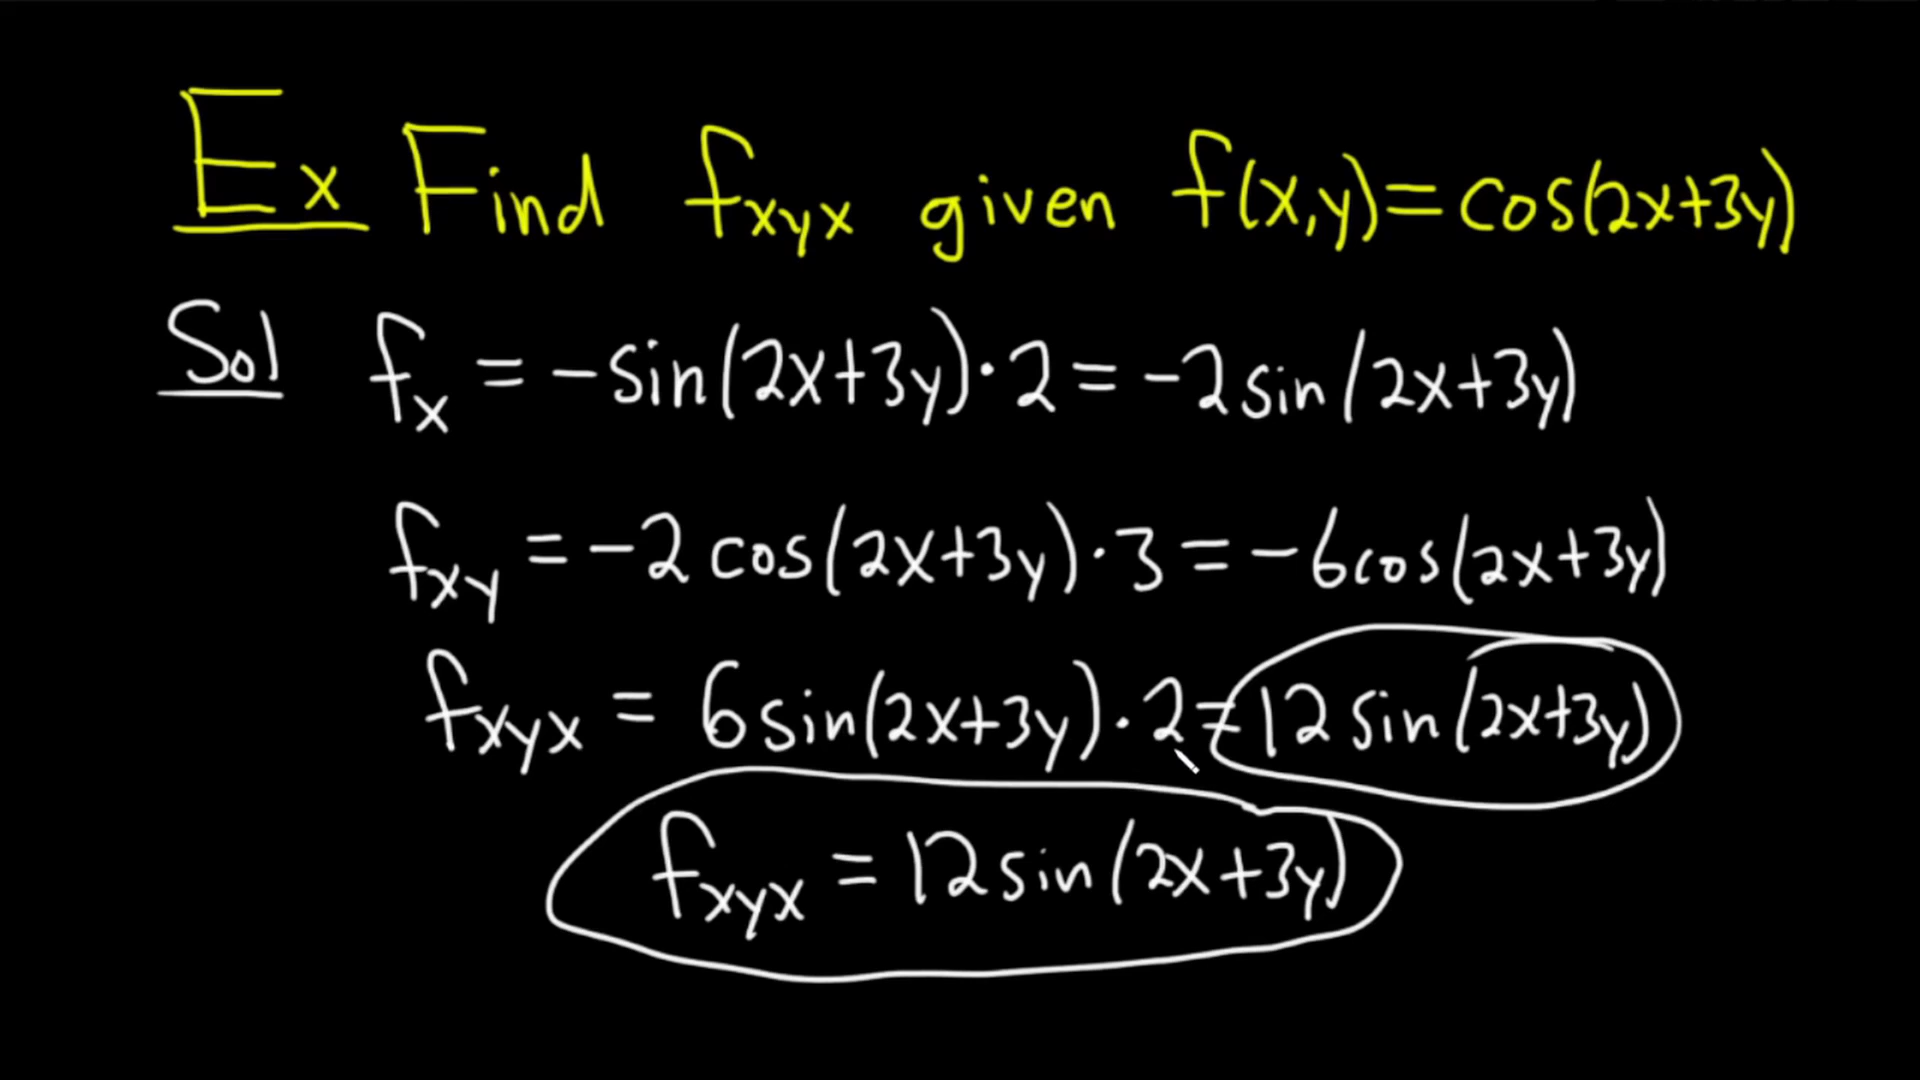 Ex Find fxyx given f(x,y)=cos(2x+3y)
Sol fx = -sin(2x+3y)·2 = -2sin(2x+3y)
fxy = -2cos(2x+3y)·3 = -6cos(2x+3y)
fxyx = 6sin(2x+3y)·2 = 12sin(2x+3y)
fxyx = 12sin(2x+3y)